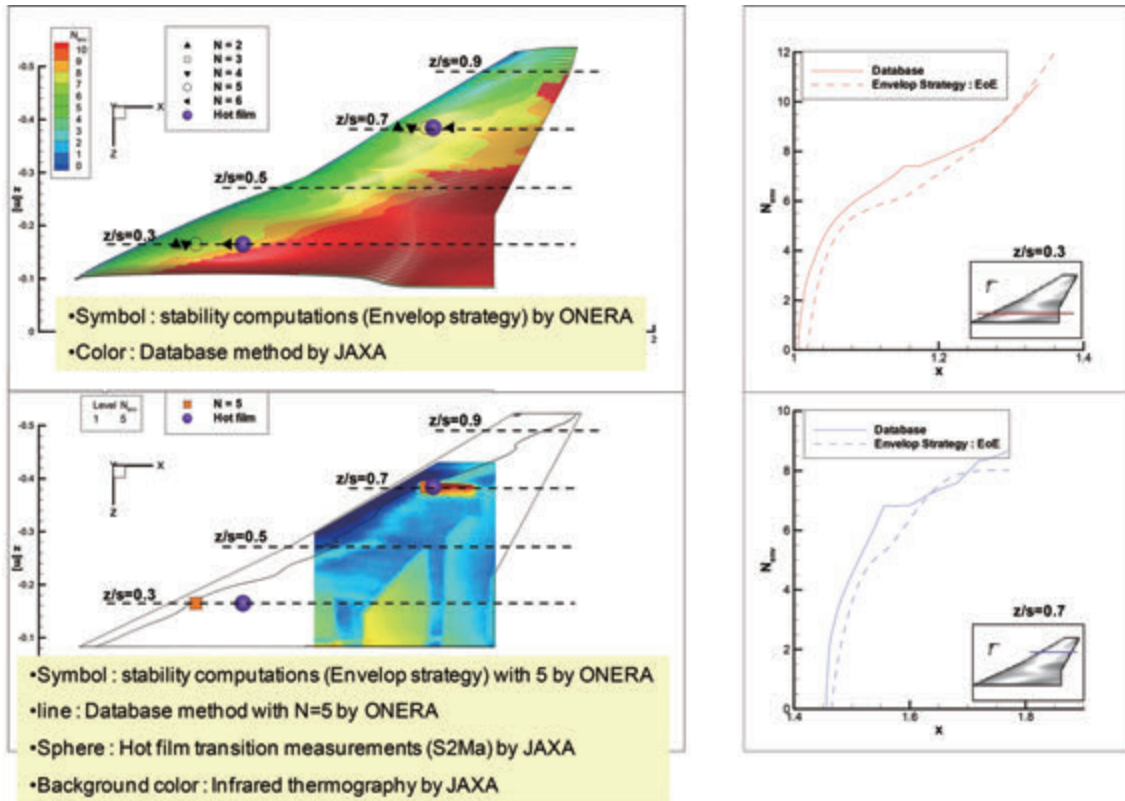 N_env
10
9
8
7
6
5
4
3
2
1
0
N = 2
N = 3
N = 4
N = 5
N = 6
Hot film
Y
X
Z
z/s=0.9
z/s=0.7
z/s=0.5
z/s=0.3
z [m]
-0.5
-0.4
-0.3
-0.2
-0.1
0
•Symbol : stability computations (Envelop strategy) by ONERA
•Color : Database method by JAXA
2
12
10
8
6
4
2
0
N_env
Database
Envelop Strategy : EoE
z/s=0.3
1
1.2
1.4
x
Level N_env
1 5
N = 5
Hot film
X
Z
z/s=0.9
z/s=0.7
z/s=0.5
z/s=0.3
z [m]
-0.5
-0.4
-0.3
-0.2
-0.1
•Symbol : stability computations (Envelop strategy) with 5 by ONERA
•line : Database method with N=5 by ONERA
•Sphere : Hot film transition measurements (S2Ma) by JAXA
•Background color : Infrared thermography by JAXA
10
8
6
4
2
0
N_env
Database
Envelop Strategy : EoE
z/s=0.7
1.4
1.6
1.8
x